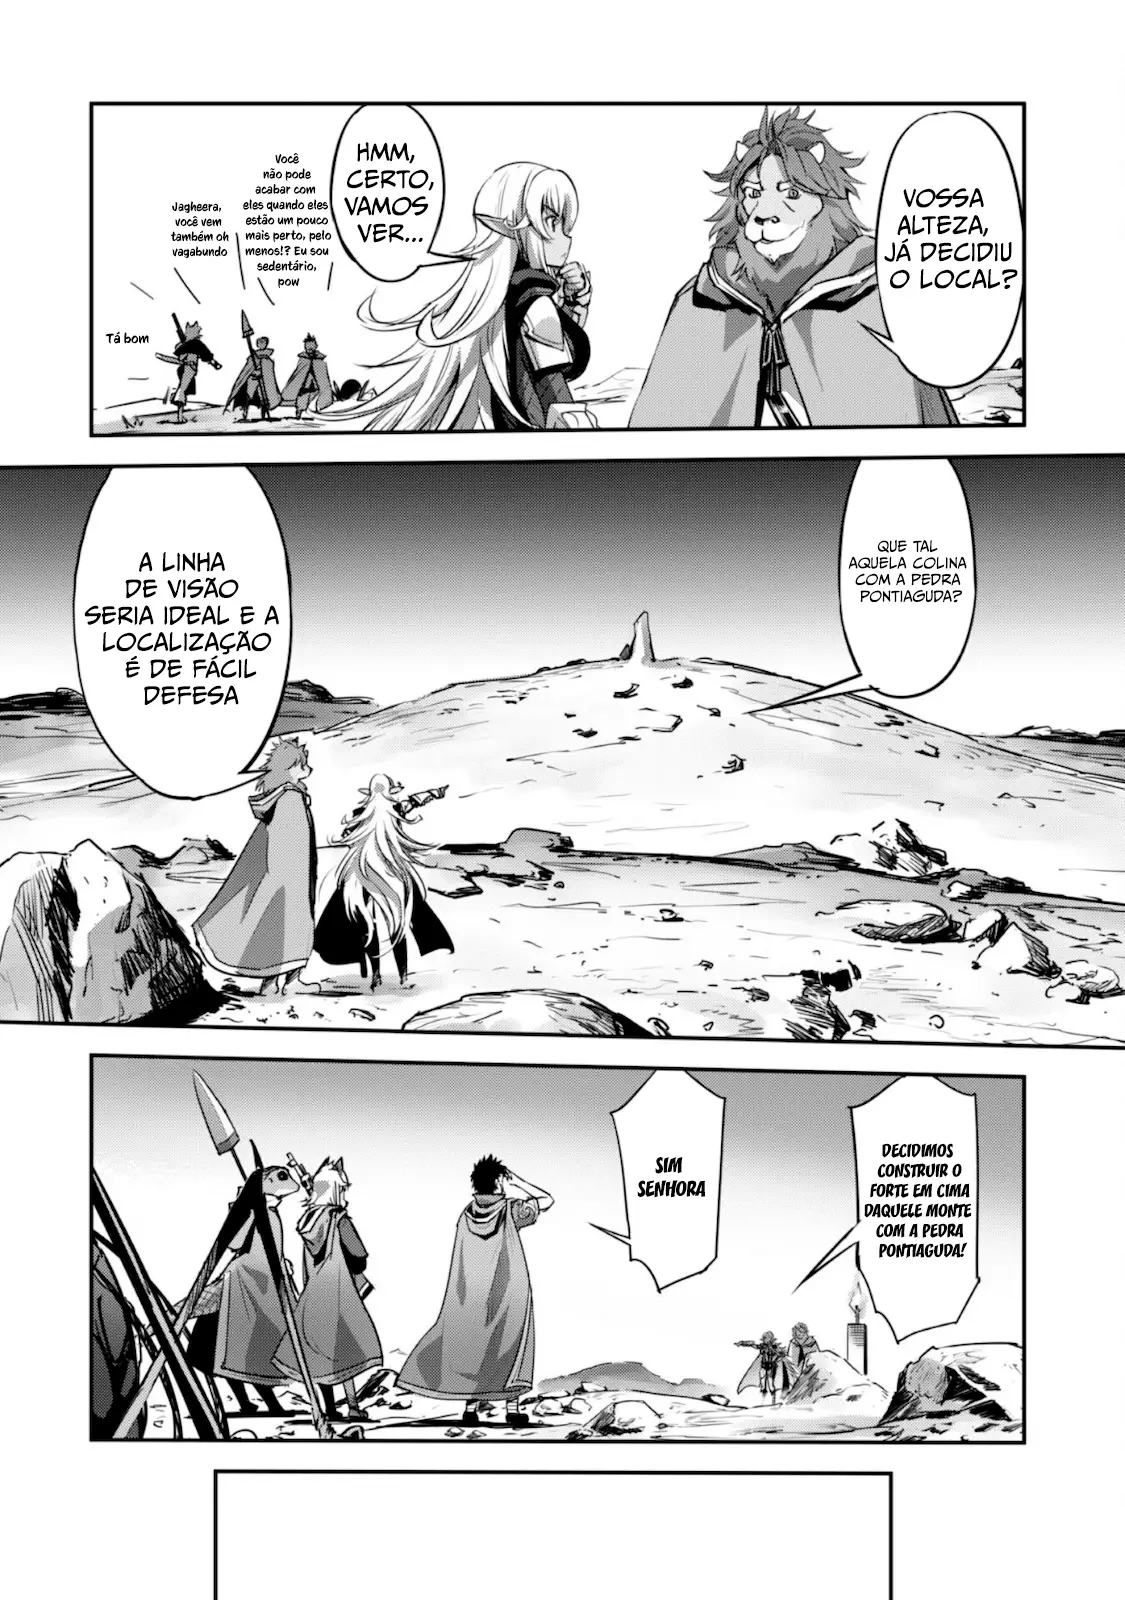 VOSSA
ALTEZA,
JÁ DECIDIU
O LOCAL?
HMM,
CERTO,
VAMOS
VER...
Você
não pode
acabar com
eles quando eles
estão um pouco
mais perto, pelo
menos!? Eu sou
sedentário,
pow
Jagheera,
você vem
também oh
vagabundo
Tá bom
QUE TAL
AQUELA COLINA
COM A PEDRA
PONTIAGUDA?
A LINHA
DE VISÃO
SERIA IDEAL E A
LOCALIZAÇÃO
É DE FÁCIL
DEFESA
DECIDIMOS
CONSTRUIR O
FORTE EM CIMA
DAQUELE MONTE
COM A PEDRA
PONTIAGUDA!
SIM
SENHORA